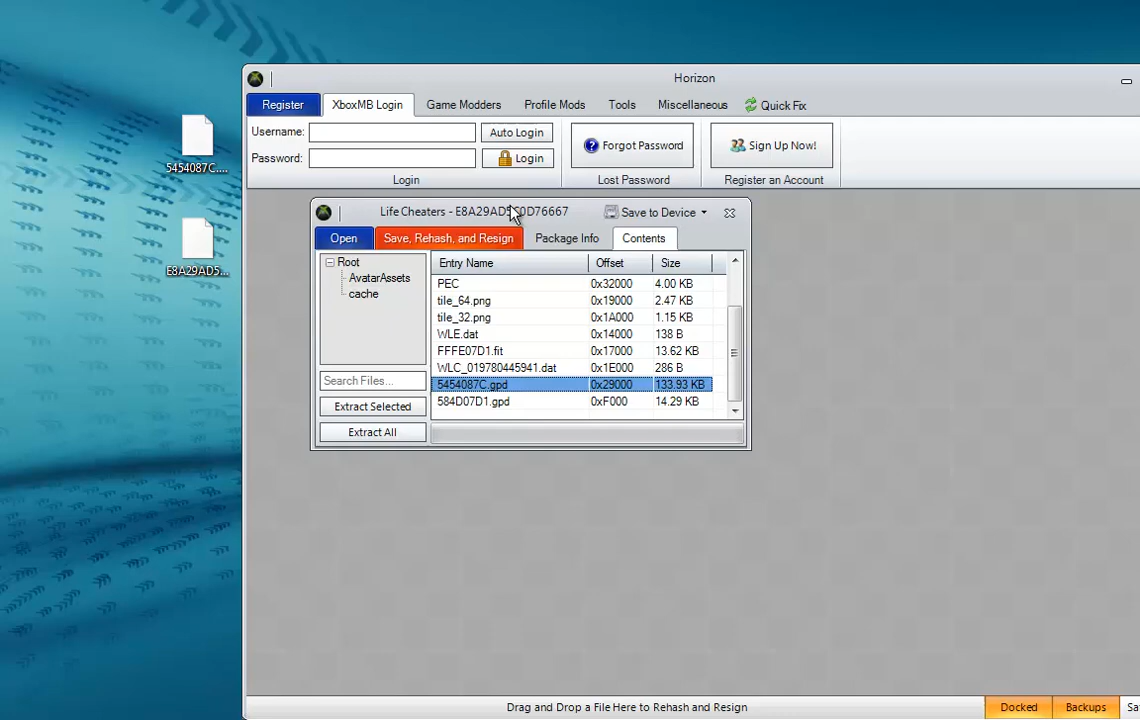 Horizon
Register XboxMB Login Game Modders Profile Mods Tools Miscellaneous Quick Fix
Username: Auto Login
Password: Login
Forgot Password
Sign Up Now!
Login Lost Password Register an Account
5454087C....
E8A29AD5...
Life Cheaters - E8A29AD5C0D76667 Save to Device
Open Save, Rehash, and Resign Package Info Contents
Root
AvatarAssets
cache
Search Files...
Extract Selected
Extract All
Entry Name Offset Size
PEC 0x32000 4.00 KB
tile_64.png 0x19000 2.47 KB
tile_32.png 0x1A000 1.15 KB
WLE.dat 0x14000 138 B
FFFE07D1.fit 0x17000 13.62 KB
WLC_019780445941.dat 0x1E000 286 B
5454087C.gpd 0x29000 133.93 KB
584D07D1.gpd 0xF000 14.29 KB
Drag and Drop a File Here to Rehash and Resign
Docked Backups Sa